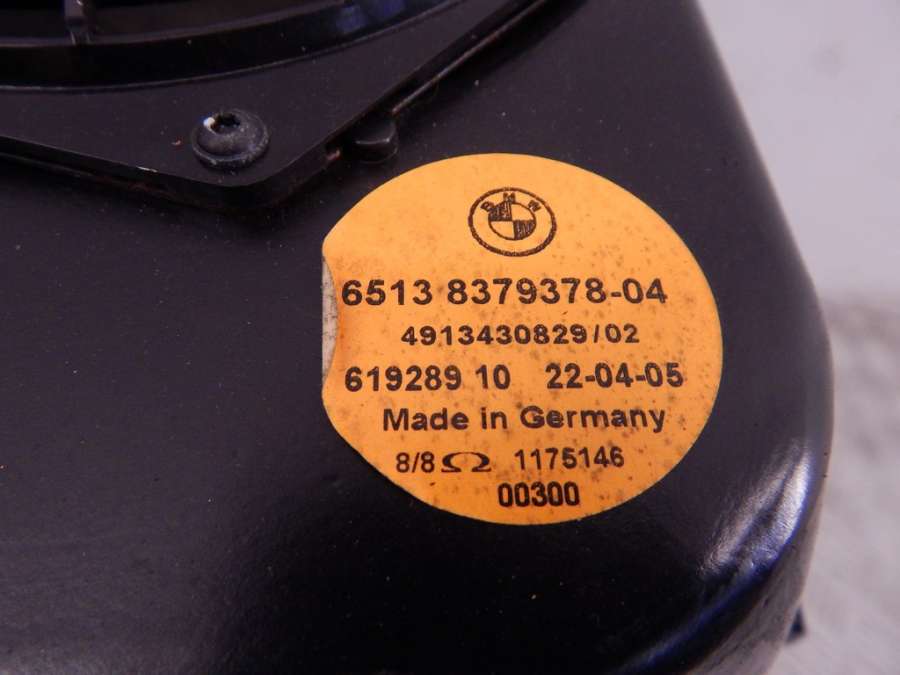 BMW
6513 8379378-04
4913430829/02
619289 10 22-04-05
Made in Germany
8/8Ω 1175146
00300